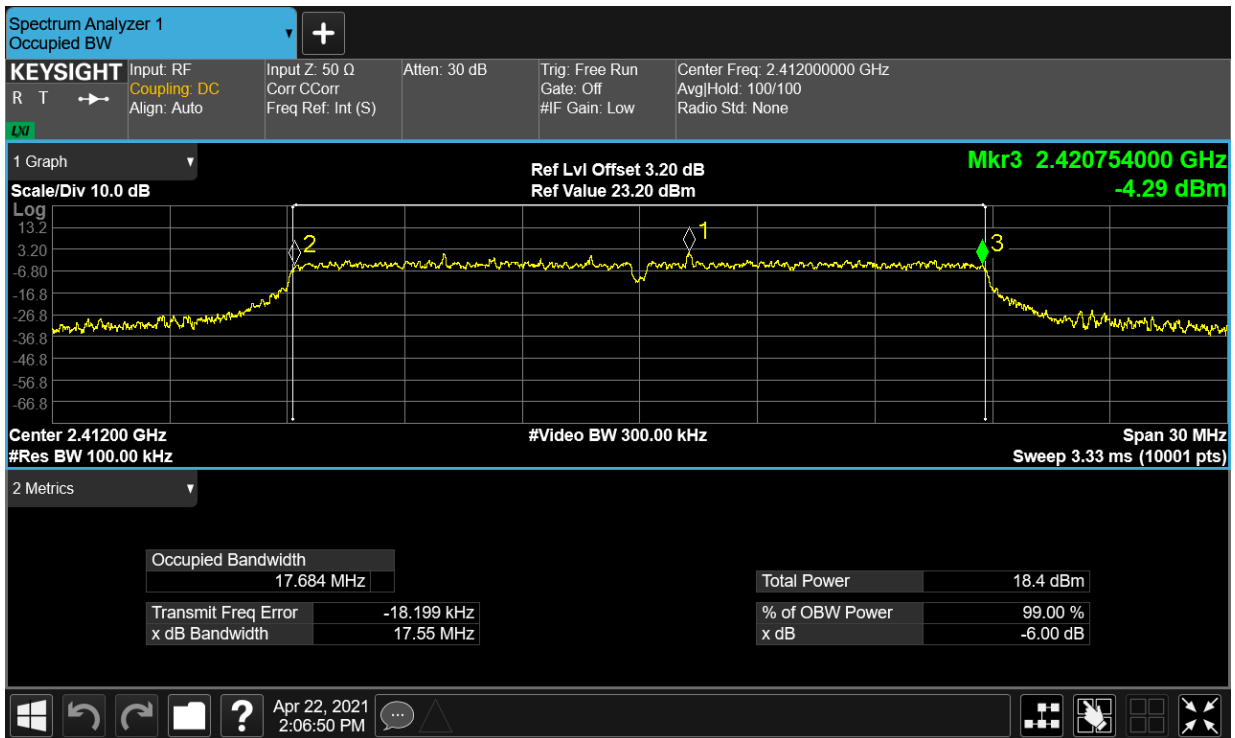 Spectrum Analyzer 1
Occupied BW
▼
+
KEYSIGHT
R T
LXI
Input: RF
Coupling: DC
Align: Auto
Input Z: 50 Ω
Corr CCorr
Freq Ref: Int (S)
Atten: 30 dB
Trig: Free Run
Gate: Off
#IF Gain: Low
Center Freq: 2.412000000 GHz
Avg|Hold: 100/100
Radio Std: None
1 Graph ▼
Scale/Div 10.0 dB
Ref Lvl Offset 3.20 dB
Ref Value 23.20 dBm
Mkr3 2.420754000 GHz
-4.29 dBm
Log
13.2
3.20
-6.80
-16.8
-26.8
-36.8
-46.8
-56.8
-66.8
2
1
3
Center 2.41200 GHz
#Res BW 100.00 kHz
#Video BW 300.00 kHz
Span 30 MHz
Sweep 3.33 ms (10001 pts)
2 Metrics ▼
Occupied Bandwidth
17.684 MHz
Transmit Freq Error -18.199 kHz
x dB Bandwidth 17.55 MHz
Total Power 18.4 dBm
% of OBW Power 99.00 %
x dB -6.00 dB
?
Apr 22, 2021
2:06:50 PM